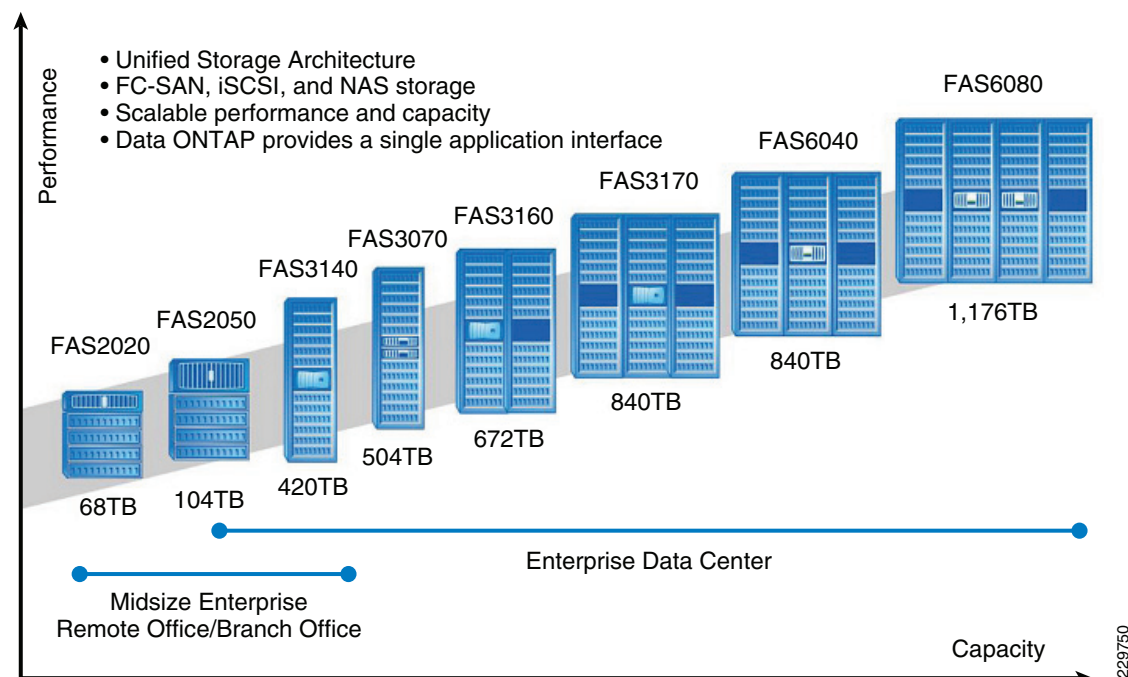 Performance
• Unified Storage Architecture
• FC-SAN, iSCSI, and NAS storage
• Scalable performance and capacity
• Data ONTAP provides a single application interface
FAS2020
68TB
FAS2050
104TB
FAS3140
420TB
FAS3070
504TB
FAS3160
672TB
FAS3170
840TB
FAS6040
840TB
FAS6080
1,176TB
Enterprise Data Center
Midsize Enterprise
Remote Office/Branch Office
Capacity
229750